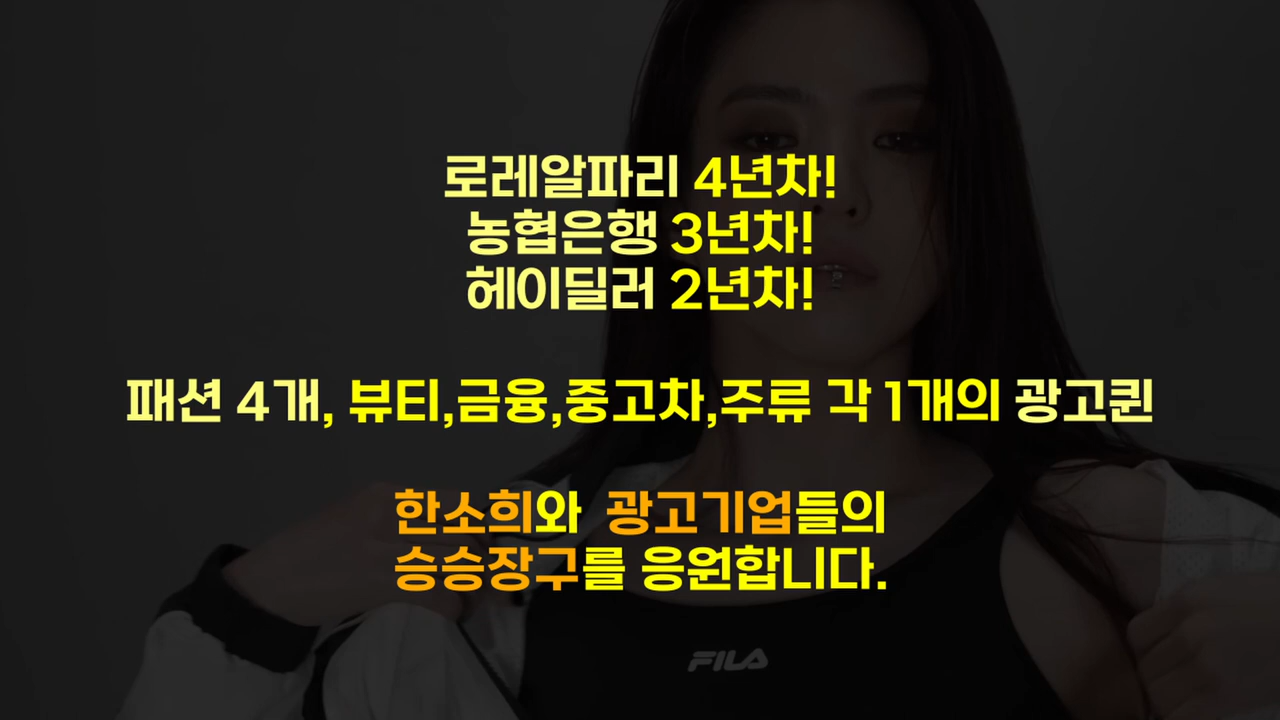 로레알파리 4년차!
농협은행 3년차!
헤이딜러 2년차!
패션 4개, 뷰티,금융,중고차,주류 각 1개의 광고퀸
한소희와 광고기업들의
승승장구를 응원합니다.
FILA